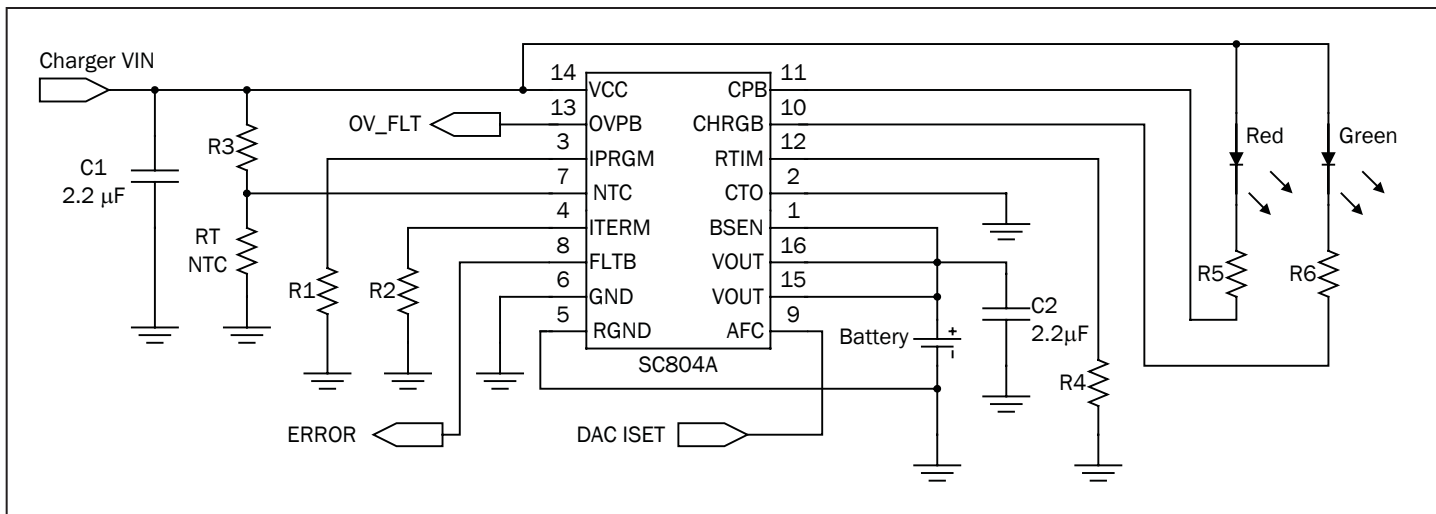 Charger VIN
14
VCC
13
OVPB
OV_FLT
3
IPRGM
7
NTC
4
ITERM
8
FLTB
6
GND
5
RGND
11
CPB
10
CHRGB
12
RTIM
2
CTO
1
BSEN
16
VOUT
15
VOUT
9
AFC
SC804A
C1
2.2 μF
R3
RT
NTC
R1
R2
ERROR
DAC ISET
Battery
+
-
C2
2.2μF
R4
Red
Green
R5
R6